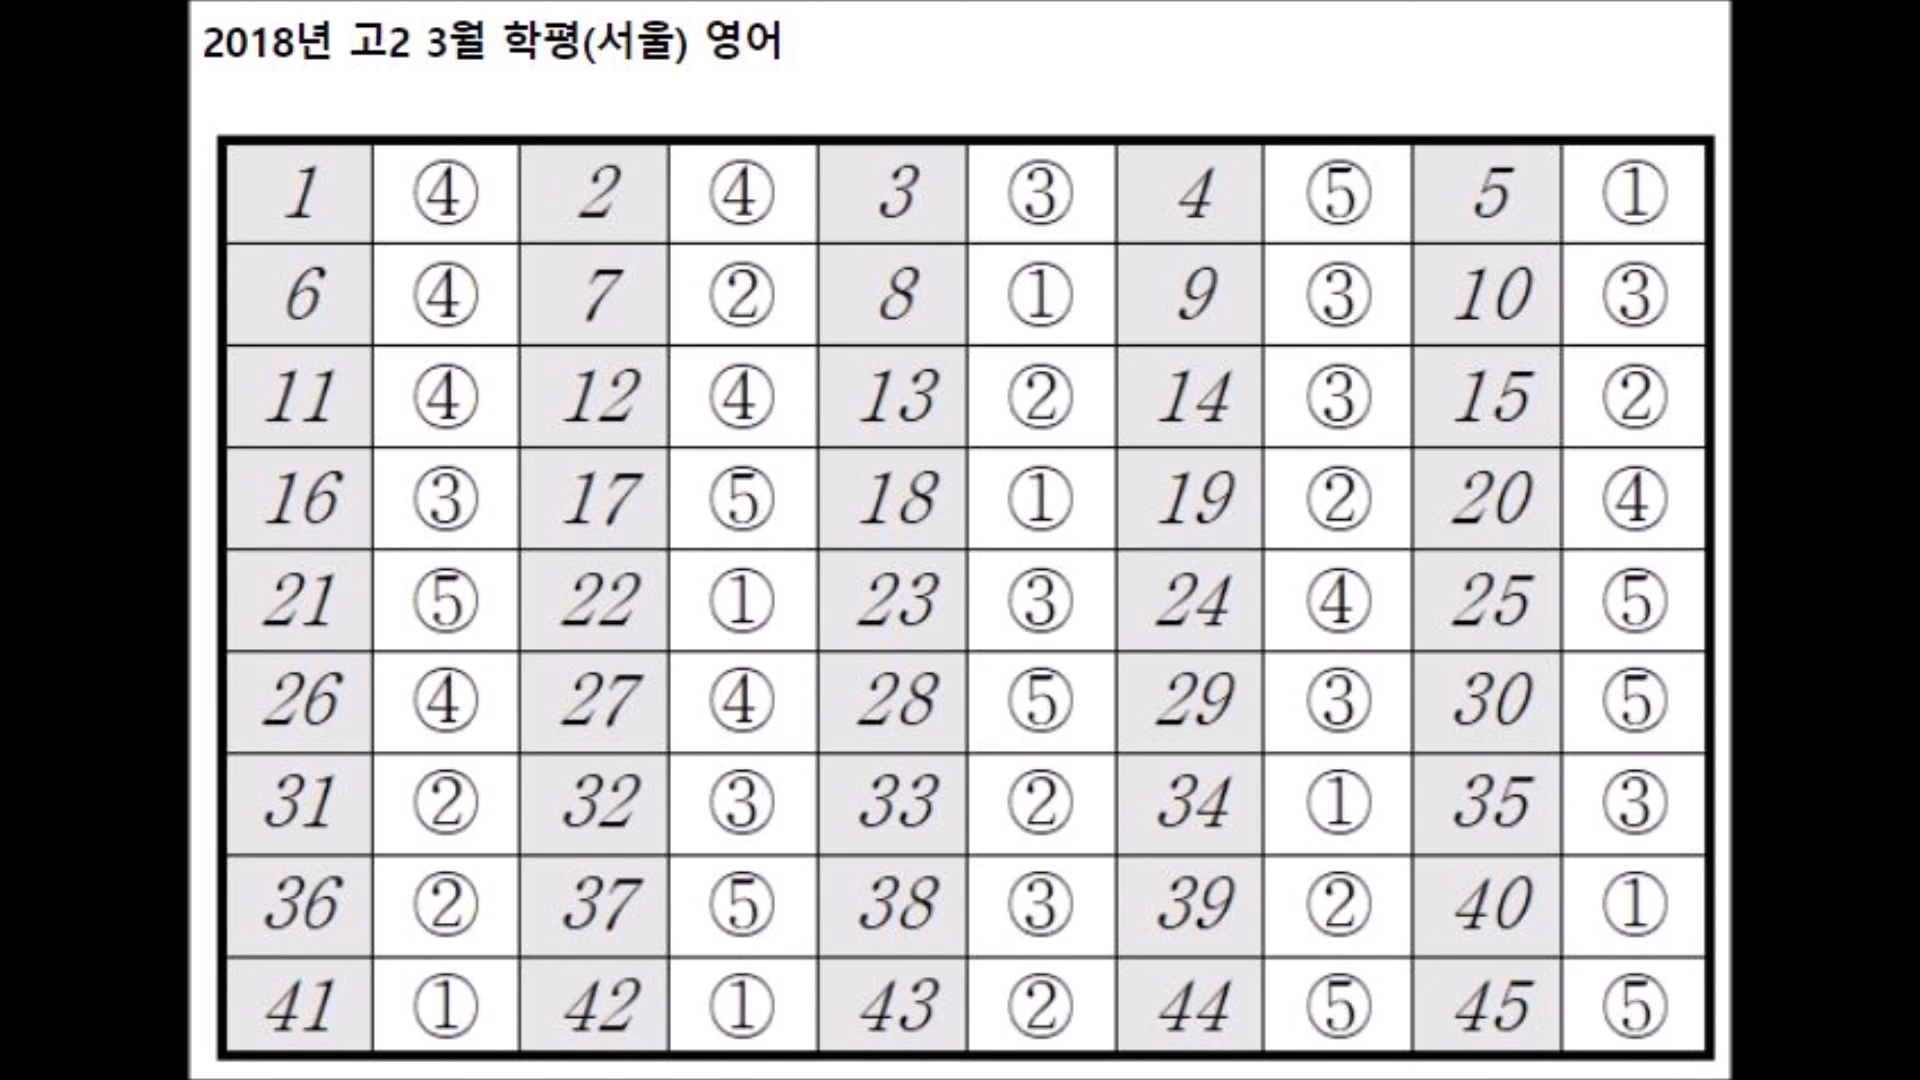 2018년 고2 3월 학평(서울) 영어
1 ④ 2 ④ 3 ③ 4 ⑤ 5 ①
6 ④ 7 ② 8 ① 9 ③ 10 ③
11 ④ 12 ④ 13 ② 14 ③ 15 ②
16 ③ 17 ⑤ 18 ① 19 ② 20 ④
21 ⑤ 22 ① 23 ③ 24 ④ 25 ⑤
26 ④ 27 ④ 28 ⑤ 29 ③ 30 ⑤
31 ② 32 ③ 33 ② 34 ① 35 ③
36 ② 37 ⑤ 38 ③ 39 ② 40 ①
41 ① 42 ① 43 ② 44 ⑤ 45 ⑤